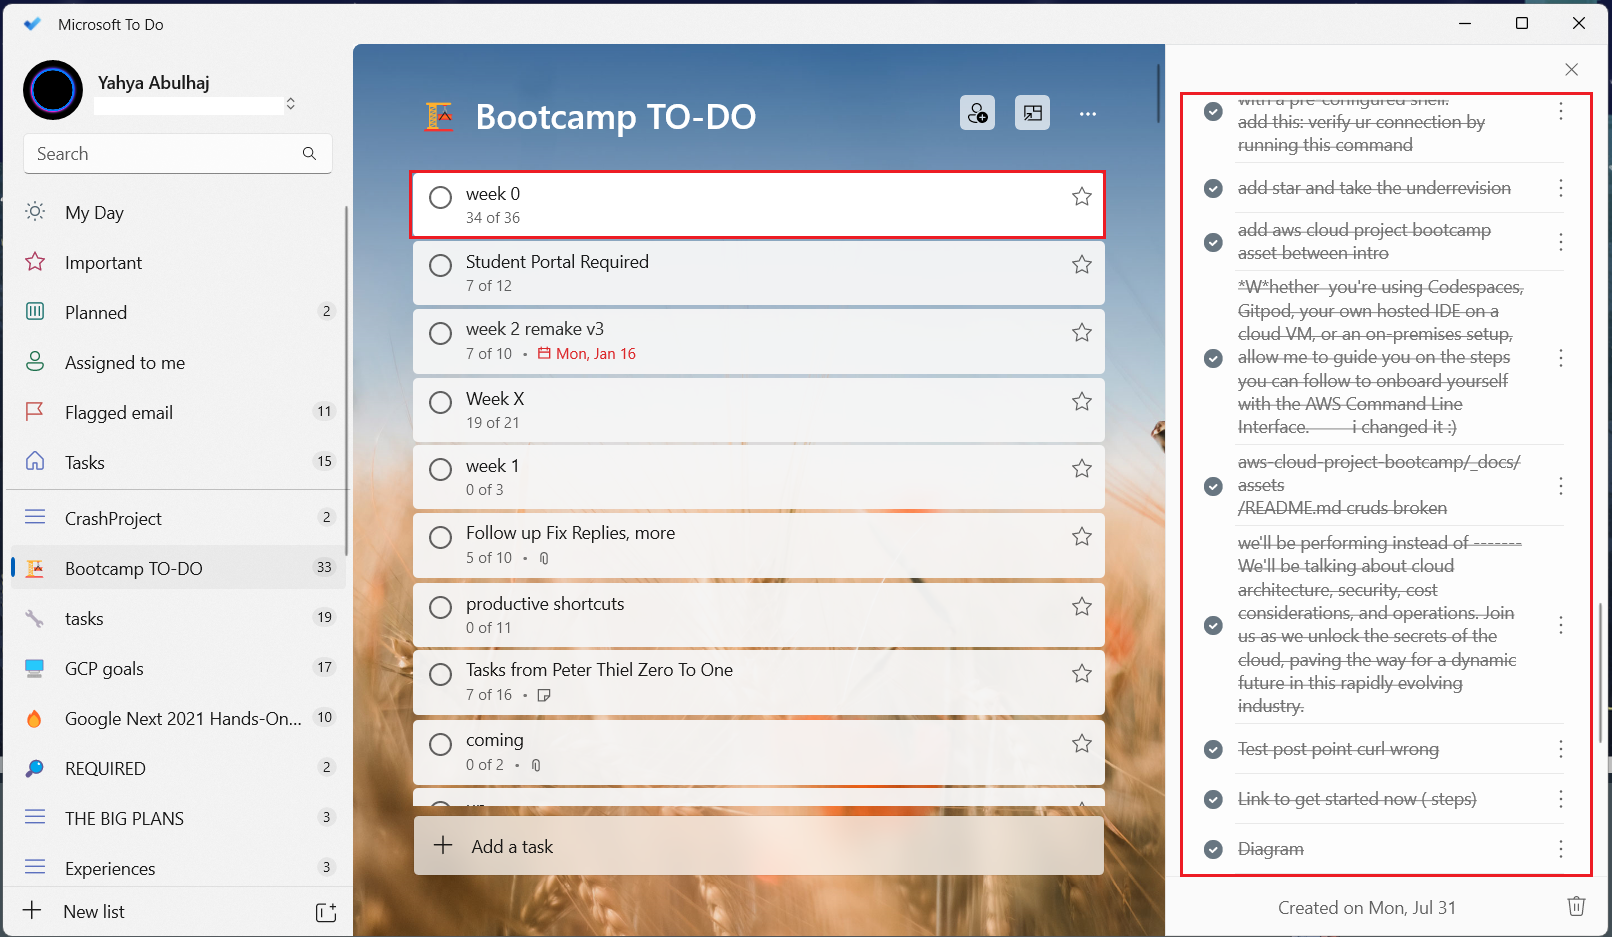 Microsoft To Do
Yahya Abulhaj
Search
My Day
Important
Planned 2
Assigned to me
Flagged email 11
Tasks 15
CrashProject 2
Bootcamp TO-DO 33
tasks 19
GCP goals 17
Google Next 2021 Hands-On... 10
REQUIRED 2
THE BIG PLANS 3
Experiences 3
New list
Bootcamp TO-DO
week 0
34 of 36
Student Portal Required
7 of 12
week 2 remake v3
7 of 10 • Mon, Jan 16
Week X
19 of 21
week 1
0 of 3
Follow up Fix Replies, more
5 of 10 •
productive shortcuts
0 of 11
Tasks from Peter Thiel Zero To One
7 of 16 •
coming
0 of 2 •
Add a task
with a pre-configured shell.
add this: verify ur connection by
running this command
add star and take the underrevision
add aws cloud project bootcamp
asset between intro
*W*hether you're using Codespaces,
Gitpod, your own hosted IDE on a
cloud VM, or an on-premises setup,
allow me to guide you on the steps
you can follow to onboard yourself
with the AWS Command Line
Interface. i changed it :)
aws-cloud-project-bootcamp/_docs/
assets
/README.md cruds broken
we'll be performing instead of -------
We'll be talking about cloud
architecture, security, cost
considerations, and operations. Join
us as we unlock the secrets of the
cloud, paving the way for a dynamic
future in this rapidly evolving
industry.
Test post point curl wrong
Link to get started now ( steps)
Diagram
Created on Mon, Jul 31